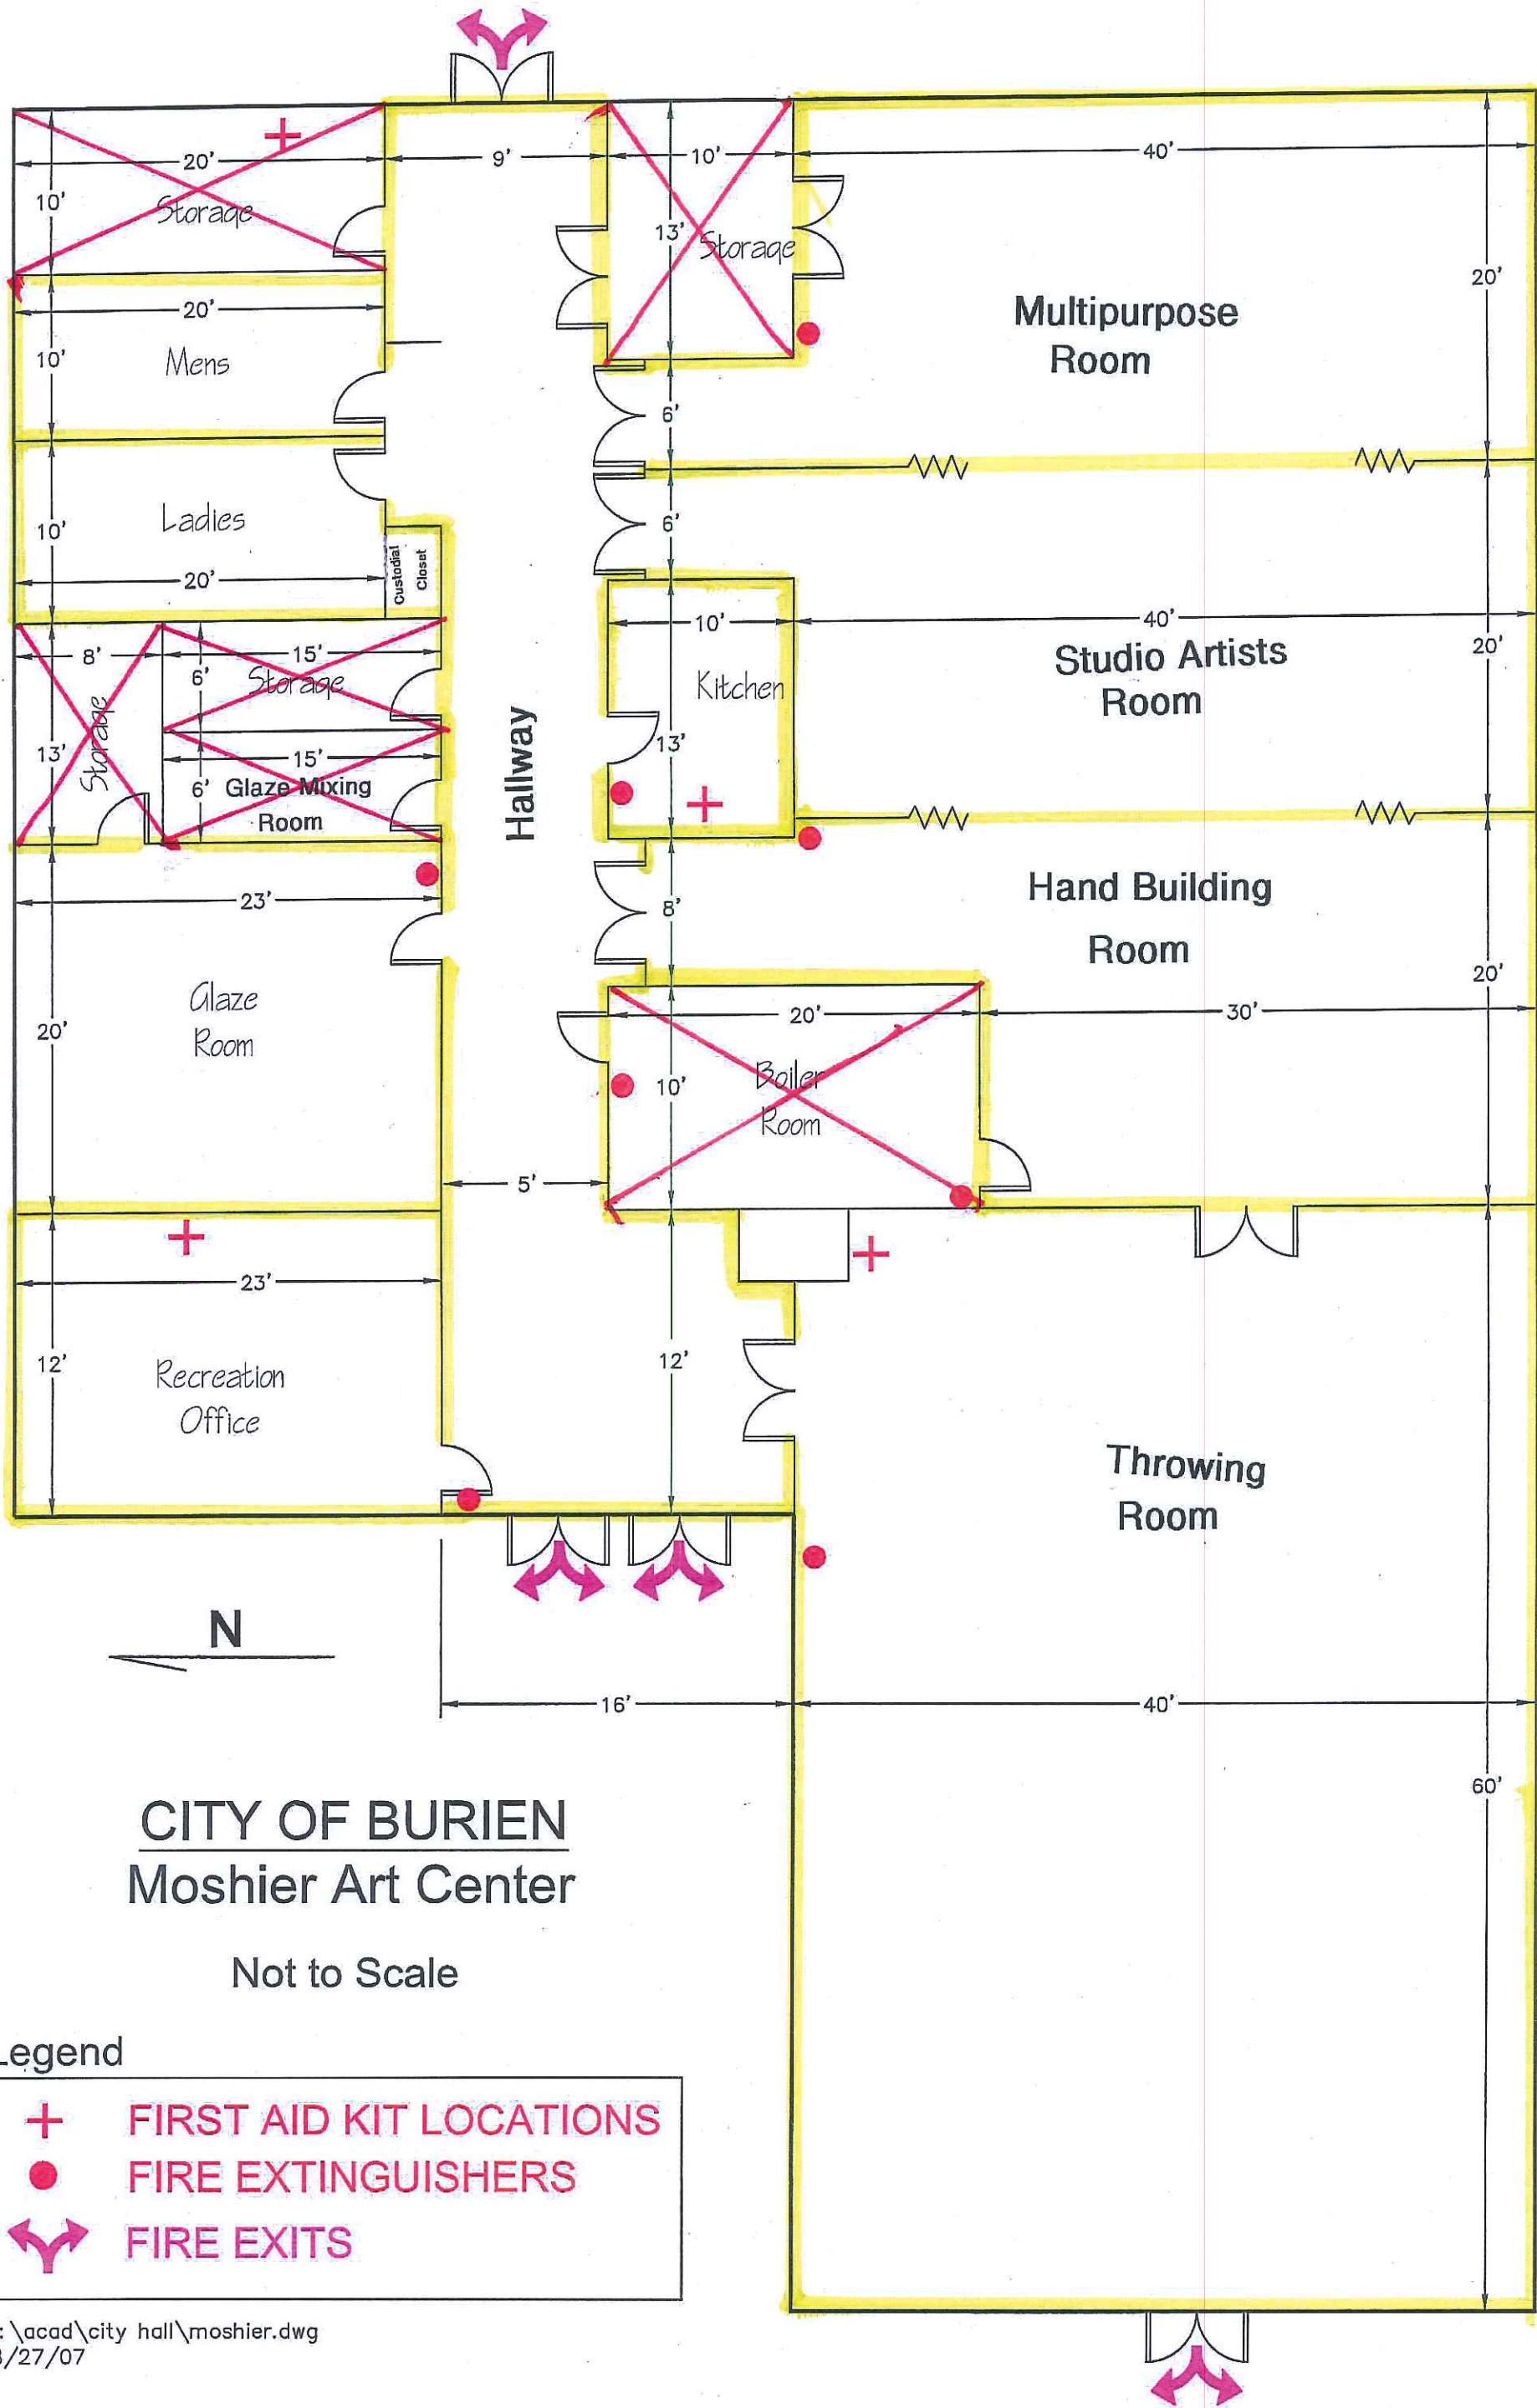 20'
9'
10'
40'
10'
Storage
13'
Storage
20'
20'
Multipurpose
Room
10'
Mens
6'
10'
Ladies
6'
20'
Custodial
Closet
10'
40'
8'
15'
6'
Storage
Kitchen
Studio Artists
Room
20'
Storage
13'
15'
6'
Glaze Mixing
Room
Hallway
13'
23'
8'
Hand Building
Room
20'
Glaze
Room
20'
20'
30'
Boiler
Room
10'
5'
23'
12'
Recreation
Office
12'
Throwing
Room
N
16'
40'
60'
CITY OF BURIEN
Moshier Art Center
Not to Scale
Legend
FIRST AID KIT LOCATIONS
FIRE EXTINGUISHERS
FIRE EXITS
:\acad\city hall\moshier.dwg
/27/07